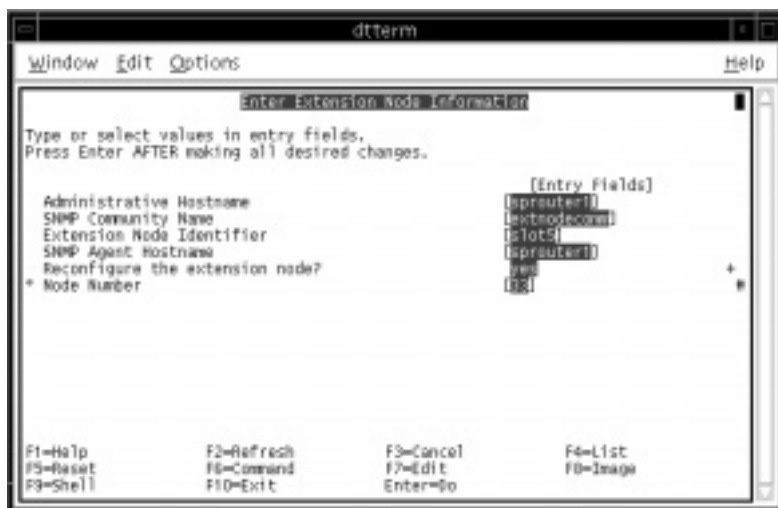 dtterm
Window Edit Options Help
Enter Extension Node Information
Type or select values in entry fields.
Press Enter AFTER making all desired changes.
[Entry Fields]
Administrative Hostname [sprouter1]
SNMP Community Name [extnodecomm]
Extension Node Identifier [slot5]
SNMP Agent Hostname [sprouter1]
Reconfigure the extension node? yes +
* Node Number [13] #
F1=Help F2=Refresh F3=Cancel F4=List
F5=Reset F6=Command F7=Edit F8=Image
F9=Shell F10=Exit Enter=Do